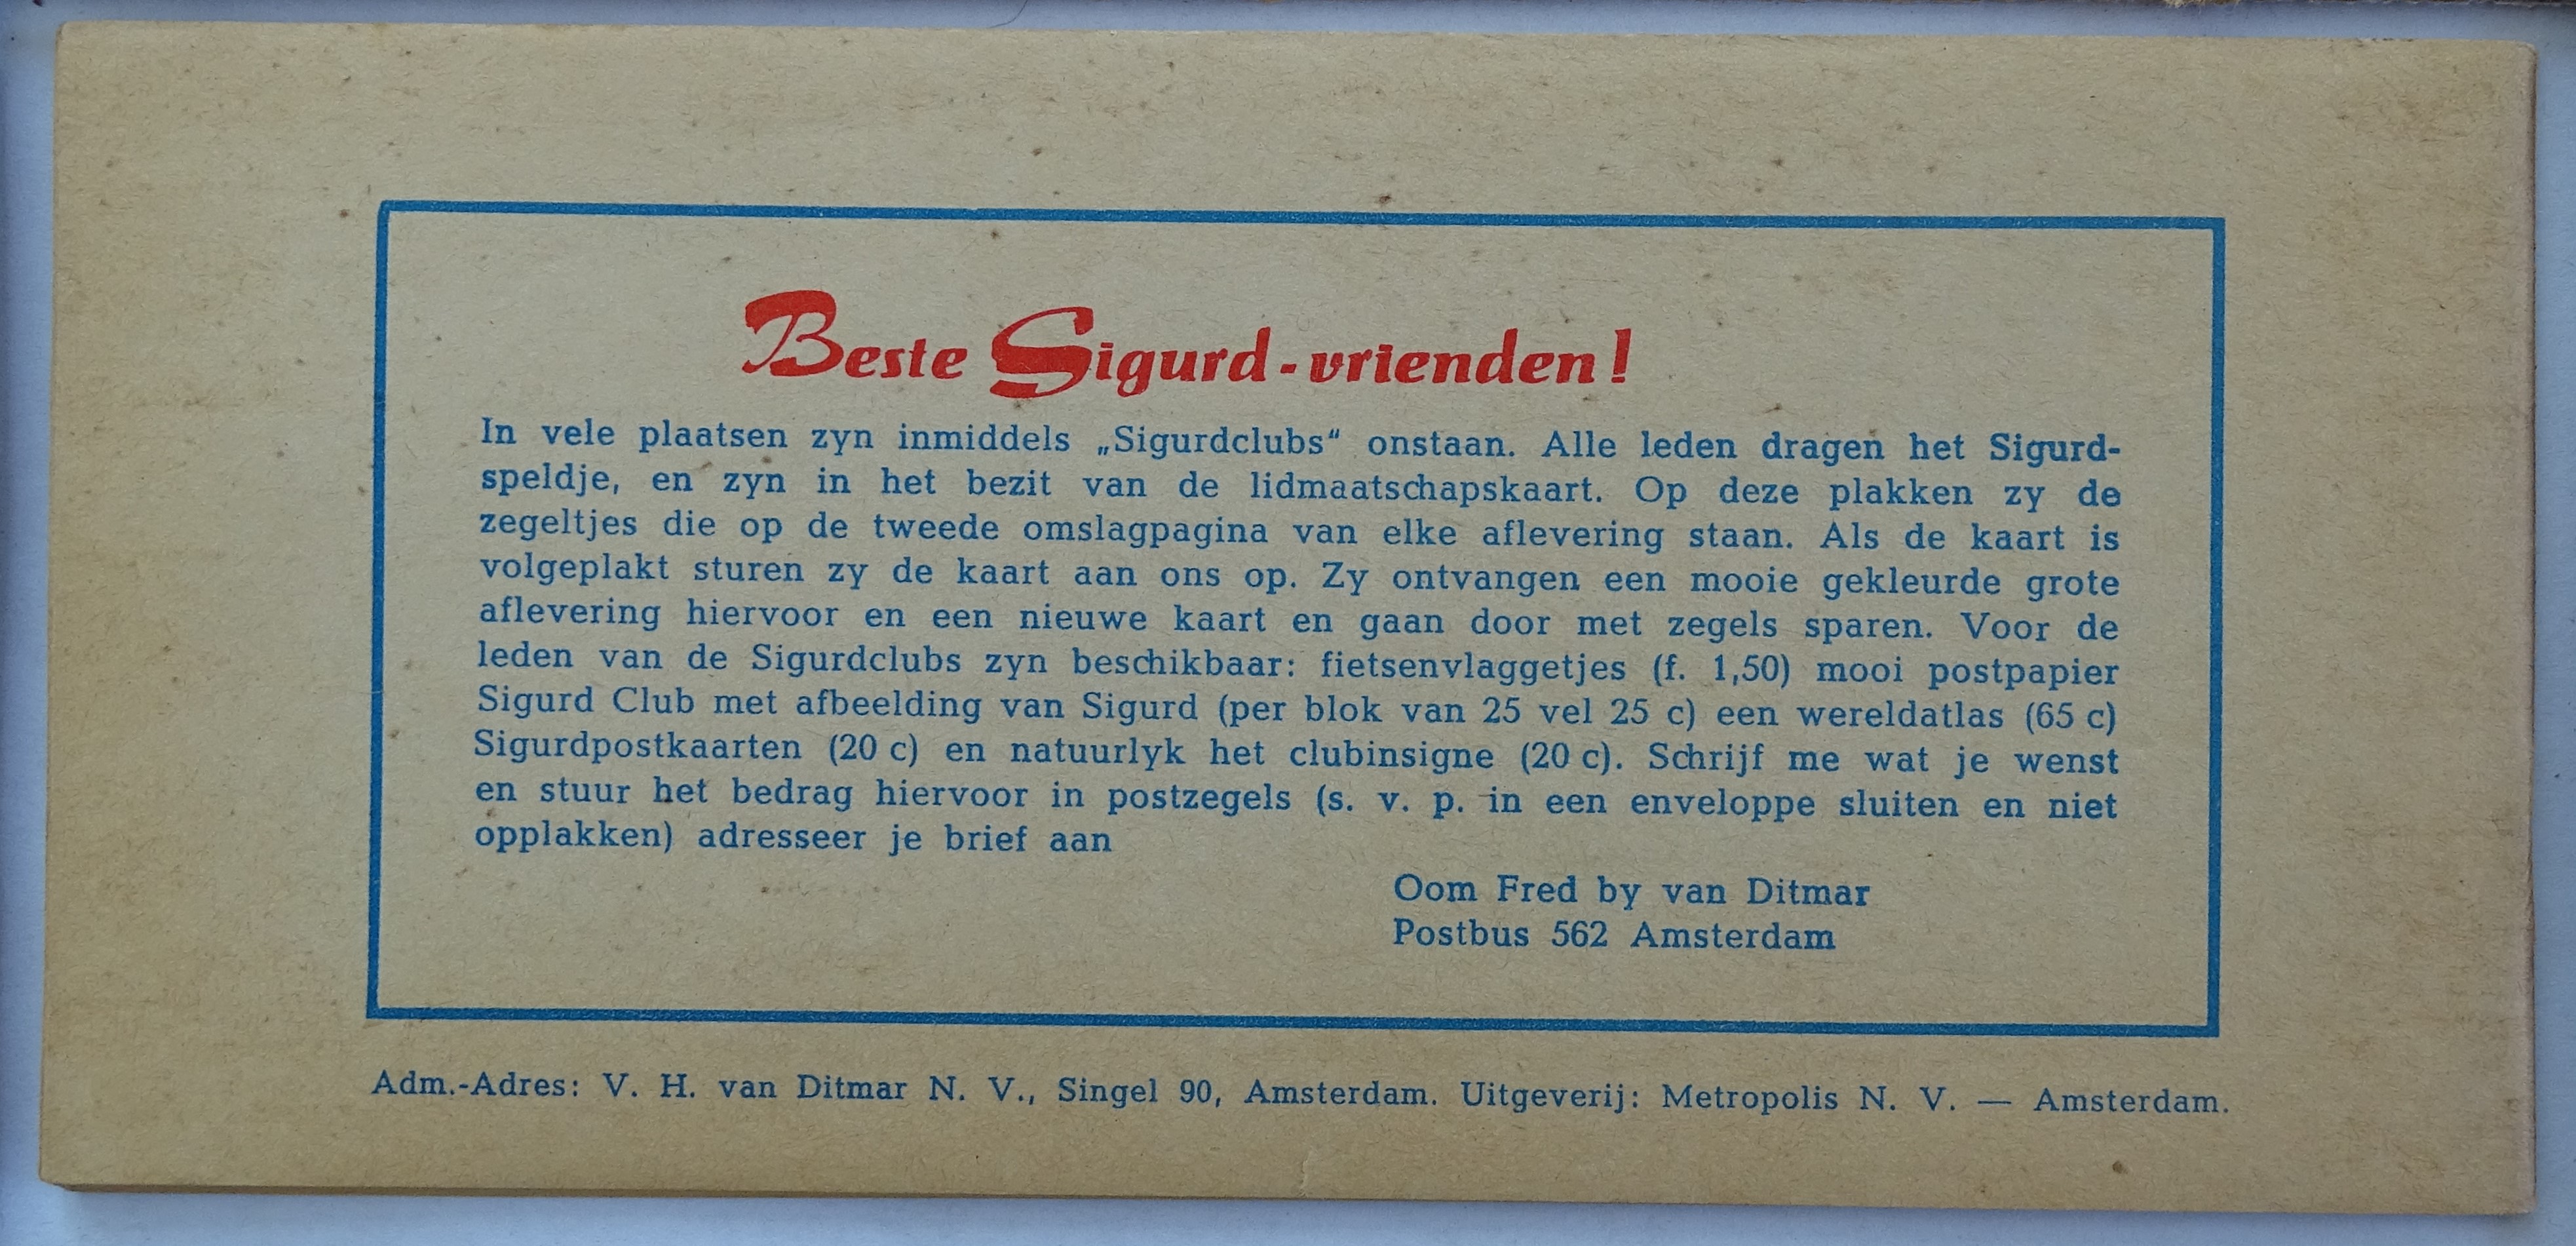 Beste Sigurd-vrienden!
In vele plaatsen zyn inmiddels „Sigurdclubs“ onstaan. Alle leden dragen het Sigurd-
speldje, en zyn in het bezit van de lidmaatschapskaart. Op deze plakken zy de
zegeltjes die op de tweede omslagpagina van elke aflevering staan. Als de kaart is
volgeplakt sturen zy de kaart aan ons op. Zy ontvangen een mooie gekleurde grote
aflevering hiervoor en een nieuwe kaart en gaan door met zegels sparen. Voor de
leden van de Sigurdclubs zyn beschikbaar: fietsenvlaggetjes (f. 1,50) mooi postpapier
Sigurd Club met afbeelding van Sigurd (per blok van 25 vel 25 c) een wereldatlas (65 c)
Sigurdpostkaarten (20 c) en natuurlyk het clubinsigne (20 c). Schrijf me wat je wenst
en stuur het bedrag hiervoor in postzegels (s. v. p. in een enveloppe sluiten en niet
opplakken) adresseer je brief aan
Oom Fred by van Ditmar
Postbus 562 Amsterdam
Adm.-Adres: V. H. van Ditmar N. V., Singel 90, Amsterdam. Uitgeverij: Metropolis N. V. — Amsterdam.